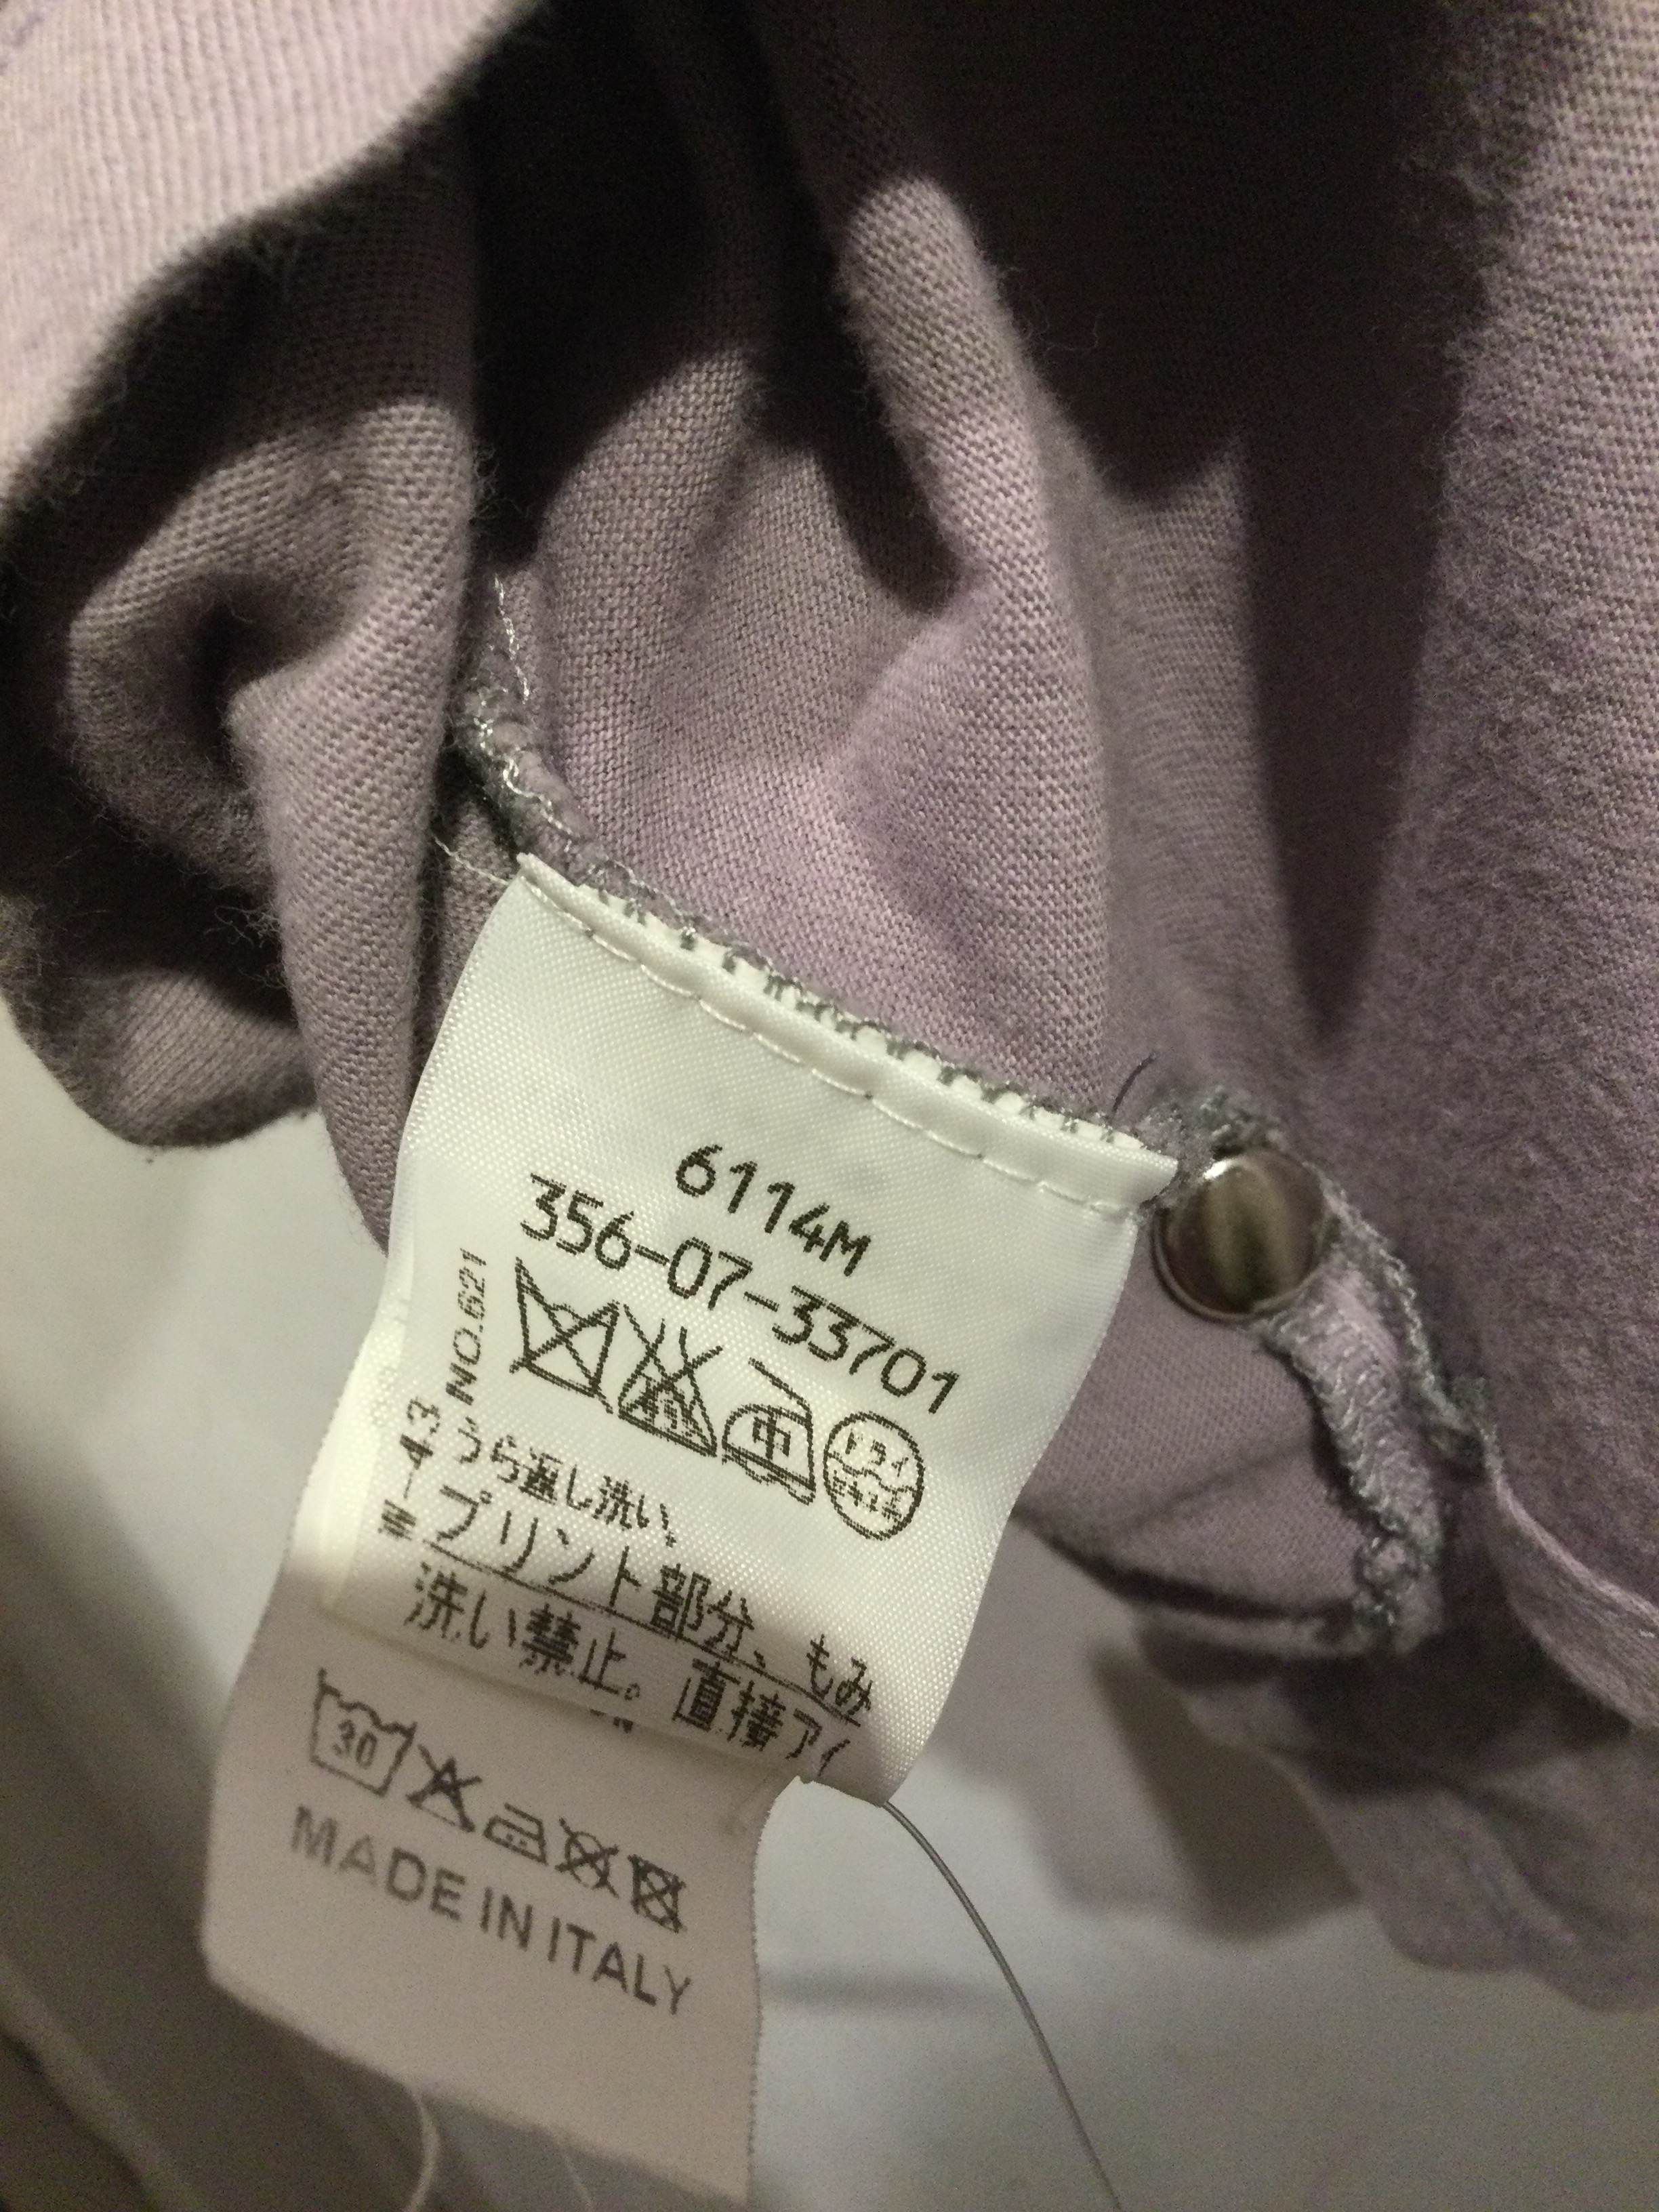 6114M
356-07-33701
NO.621
中
ドライ
うら返し洗い、
プリント部分、もみ
洗い禁止。直接アイ
30
MADE IN ITALY